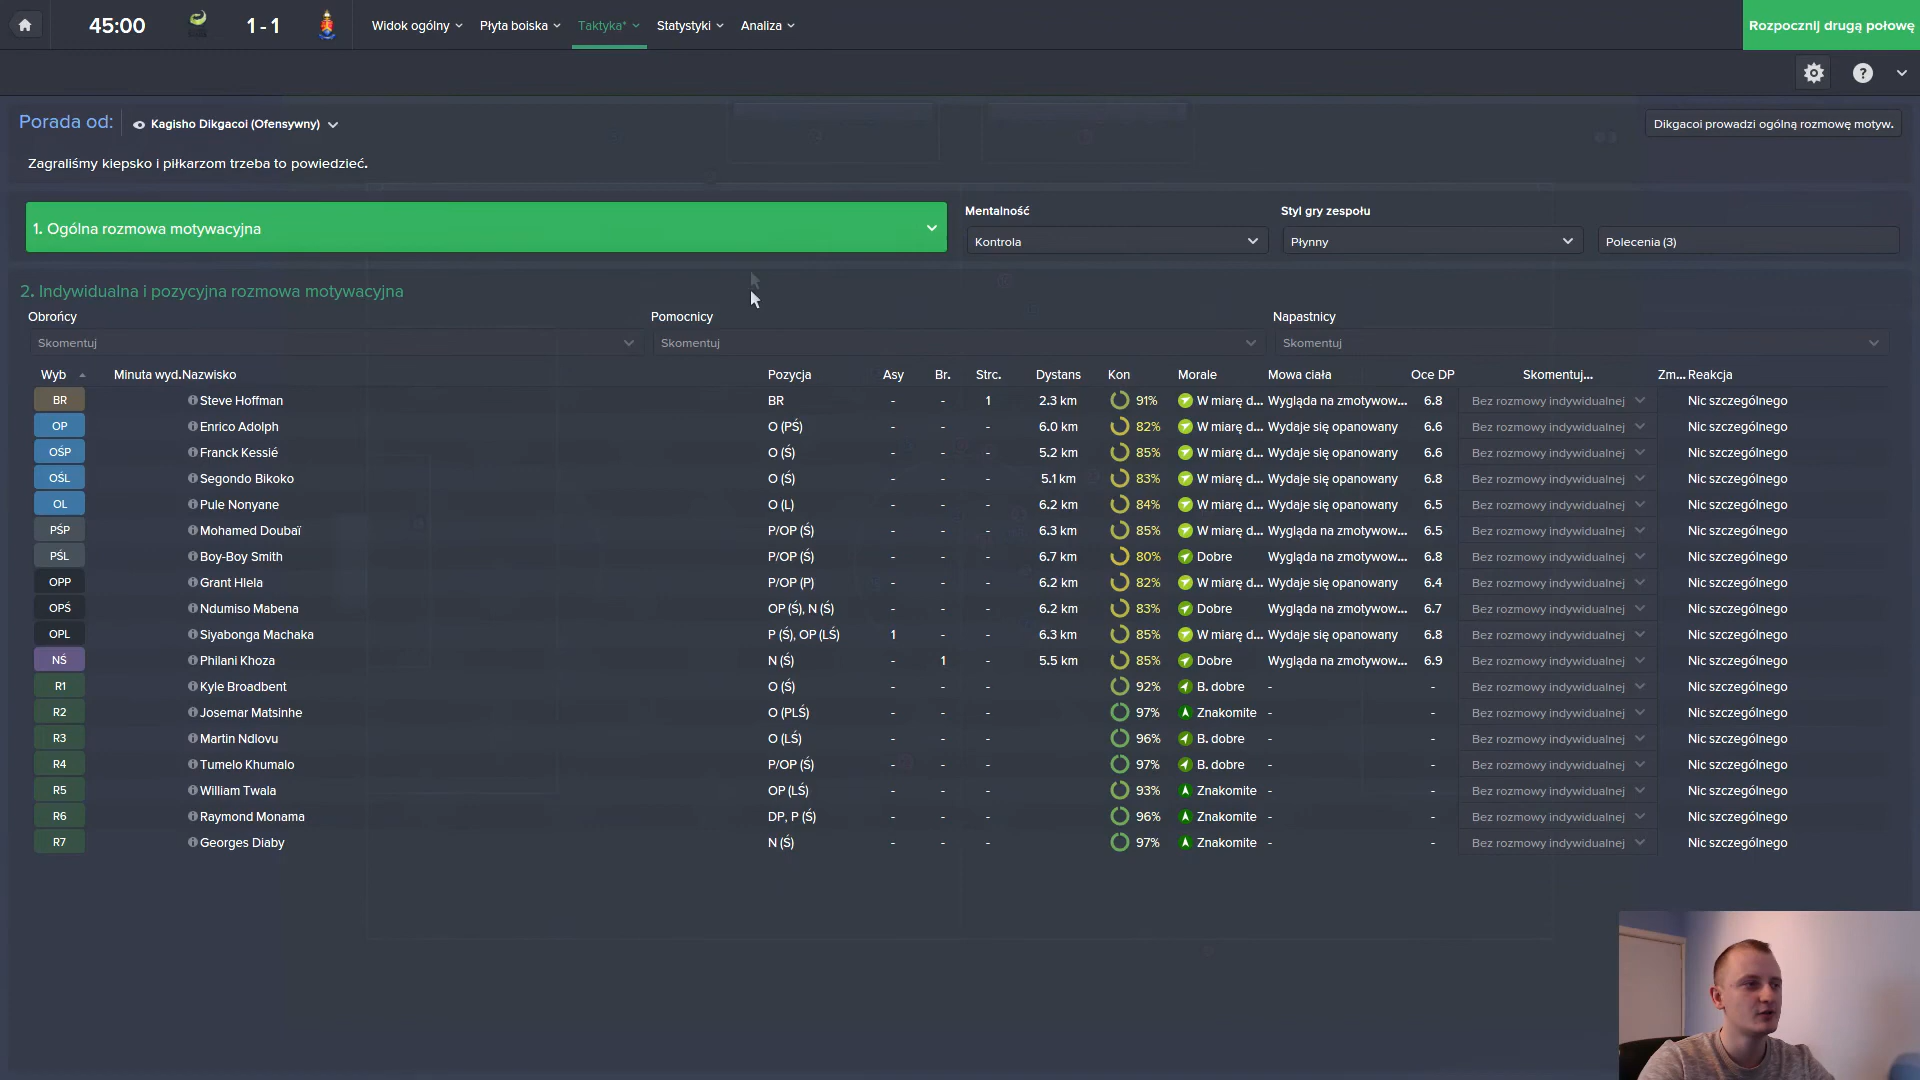 45:00 1 - 1 Widok ogólny Płyta boiska Taktyka* Statystyki Analiza Rozpocznij drugą połowę
?
Porada od: Kagisho Dikgacoi (Ofensywny) Dikgacoi prowadzi ogólną rozmowę motyw.
Zagraliśmy kiepsko i piłkarzom trzeba to powiedzieć.
Mentalność Styl gry zespołu
1. Ogólna rozmowa motywacyjna Kontrola Płynny Polecenia (3)
2. Indywidualna i pozycyjna rozmowa motywacyjna
Obrońcy Pomocnicy Napastnicy
Skomentuj Skomentuj Skomentuj
Wyb Minuta wyd. Nazwisko Pozycja Asy Br. Strc. Dystans Kon Morale Mowa ciała Oce DP Skomentuj... Zm... Reakcja
BR Steve Hoffman BR - - 1 2.3 km 91% W miarę d... Wygląda na zmotywow... 6.8 Bez rozmowy indywidualnej Nic szczególnego
OP Enrico Adolph O (PŚ) - - - 6.0 km 82% W miarę d... Wydaje się opanowany 6.6 Bez rozmowy indywidualnej Nic szczególnego
OŚP Franck Kessié O (Ś) - - - 5.2 km 85% W miarę d... Wydaje się opanowany 6.6 Bez rozmowy indywidualnej Nic szczególnego
OŚL Segondo Bikoko O (Ś) - - - 5.1 km 83% W miarę d... Wydaje się opanowany 6.8 Bez rozmowy indywidualnej Nic szczególnego
OL Pule Nonyane O (L) - - - 6.2 km 84% W miarę d... Wydaje się opanowany 6.5 Bez rozmowy indywidualnej Nic szczególnego
PŚP Mohamed Doubaï P/OP (Ś) - - - 6.3 km 85% W miarę d... Wygląda na zmotywow... 6.5 Bez rozmowy indywidualnej Nic szczególnego
PŚL Boy-Boy Smith P/OP (Ś) - - - 6.7 km 80% Dobre Wygląda na zmotywow... 6.8 Bez rozmowy indywidualnej Nic szczególnego
OPP Grant Hlela P/OP (P) - - - 6.2 km 82% W miarę d... Wydaje się opanowany 6.4 Bez rozmowy indywidualnej Nic szczególnego
OPŚ Ndumiso Mabena OP (Ś), N (Ś) - - - 6.2 km 83% Dobre Wygląda na zmotywow... 6.7 Bez rozmowy indywidualnej Nic szczególnego
OPL Siyabonga Machaka P (Ś), OP (LŚ) 1 - - 6.3 km 85% W miarę d... Wydaje się opanowany 6.8 Bez rozmowy indywidualnej Nic szczególnego
NŚ Philani Khoza N (Ś) - 1 - 5.5 km 85% Dobre Wygląda na zmotywow... 6.9 Bez rozmowy indywidualnej Nic szczególnego
R1 Kyle Broadbent O (Ś) - - - 92% B. dobre - - Bez rozmowy indywidualnej Nic szczególnego
R2 Josemar Matsinhe O (PLŚ) - - - 97% Znakomite - - Bez rozmowy indywidualnej Nic szczególnego
R3 Martin Ndlovu O (LŚ) - - - 96% B. dobre - - Bez rozmowy indywidualnej Nic szczególnego
R4 Tumelo Khumalo P/OP (Ś) - - - 97% B. dobre - - Bez rozmowy indywidualnej Nic szczególnego
R5 William Twala OP (LŚ) - - - 93% Znakomite - - Bez rozmowy indywidualnej Nic szczególnego
R6 Raymond Monama DP, P (Ś) - - - 96% Znakomite - - Bez rozmowy indywidualnej Nic szczególnego
R7 Georges Diaby N (Ś) - - - 97% Znakomite - - Bez rozmowy indywidualnej Nic szczególnego